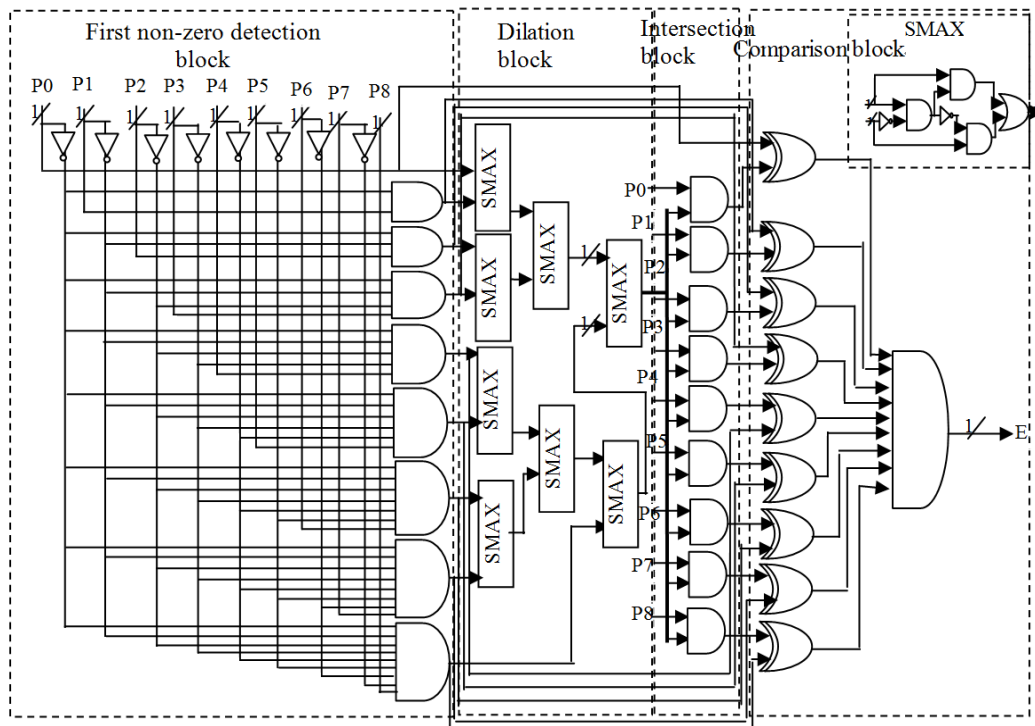 First non-zero detection
block
Dilation
block
Intersection
block
Comparison block
SMAX
P0
P1
P2
P3
P4
P5
P6
P7
P8
1
1
1
1
1
1
1
1
1
SMAX
SMAX
SMAX
SMAX
SMAX
SMAX
SMAX
SMAX
1
1
P0
P1
P2
P3
P4
P5
P6
P7
P8
1
E